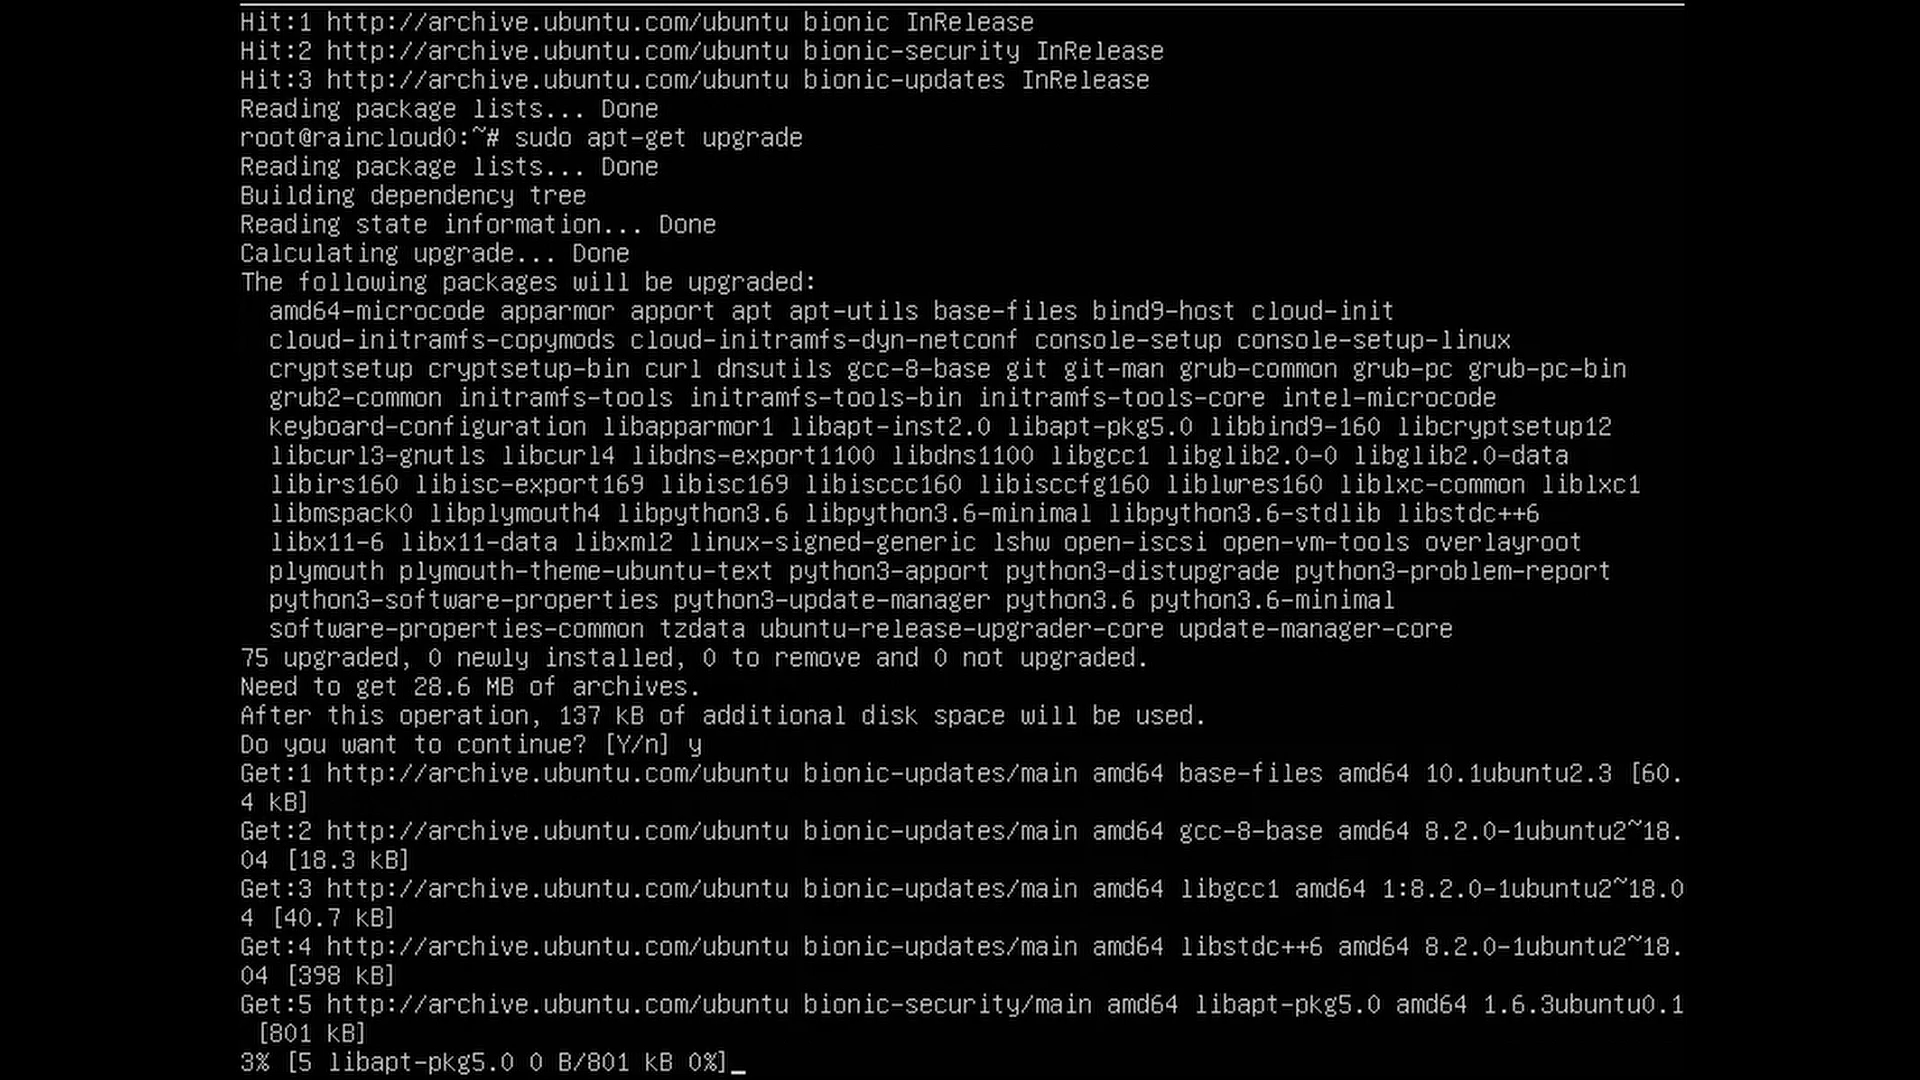 Hit:1 http://archive.ubuntu.com/ubuntu bionic InRelease
Hit:2 http://archive.ubuntu.com/ubuntu bionic-security InRelease
Hit:3 http://archive.ubuntu.com/ubuntu bionic-updates InRelease
Reading package lists... Done
root@raincloud0:~# sudo apt-get upgrade
Reading package lists... Done
Building dependency tree
Reading state information... Done
Calculating upgrade... Done
The following packages will be upgraded:
  amd64-microcode apparmor apport apt apt-utils base-files bind9-host cloud-init
  cloud-initramfs-copymods cloud-initramfs-dyn-netconf console-setup console-setup-linux
  cryptsetup cryptsetup-bin curl dnsutils gcc-8-base git git-man grub-common grub-pc grub-pc-bin
  grub2-common initramfs-tools initramfs-tools-bin initramfs-tools-core intel-microcode
  keyboard-configuration libapparmor1 libapt-inst2.0 libapt-pkg5.0 libbind9-160 libcryptsetup12
  libcurl3-gnutls libcurl4 libdns-export1100 libdns1100 libgcc1 libglib2.0-0 libglib2.0-data
  libirs160 libisc-export169 libisc169 libisccc160 libisccfg160 liblwres160 liblxc-common liblxc1
  libmspack0 libplymouth4 libpython3.6 libpython3.6-minimal libpython3.6-stdlib libstdc++6
  libx11-6 libx11-data libxml2 linux-signed-generic lshw open-iscsi open-vm-tools overlayroot
  plymouth plymouth-theme-ubuntu-text python3-apport python3-distupgrade python3-problem-report
  python3-software-properties python3-update-manager python3.6 python3.6-minimal
  software-properties-common tzdata ubuntu-release-upgrader-core update-manager-core
75 upgraded, 0 newly installed, 0 to remove and 0 not upgraded.
Need to get 28.6 MB of archives.
After this operation, 137 kB of additional disk space will be used.
Do you want to continue? [Y/n] y
Get:1 http://archive.ubuntu.com/ubuntu bionic-updates/main amd64 base-files amd64 10.1ubuntu2.3 [60.
4 kB]
Get:2 http://archive.ubuntu.com/ubuntu bionic-updates/main amd64 gcc-8-base amd64 8.2.0-1ubuntu2~18.
04 [18.3 kB]
Get:3 http://archive.ubuntu.com/ubuntu bionic-updates/main amd64 libgcc1 amd64 1:8.2.0-1ubuntu2~18.0
4 [40.7 kB]
Get:4 http://archive.ubuntu.com/ubuntu bionic-updates/main amd64 libstdc++6 amd64 8.2.0-1ubuntu2~18.
04 [398 kB]
Get:5 http://archive.ubuntu.com/ubuntu bionic-security/main amd64 libapt-pkg5.0 amd64 1.6.3ubuntu0.1
 [801 kB]
3% [5 libapt-pkg5.0 0 B/801 kB 0%]_